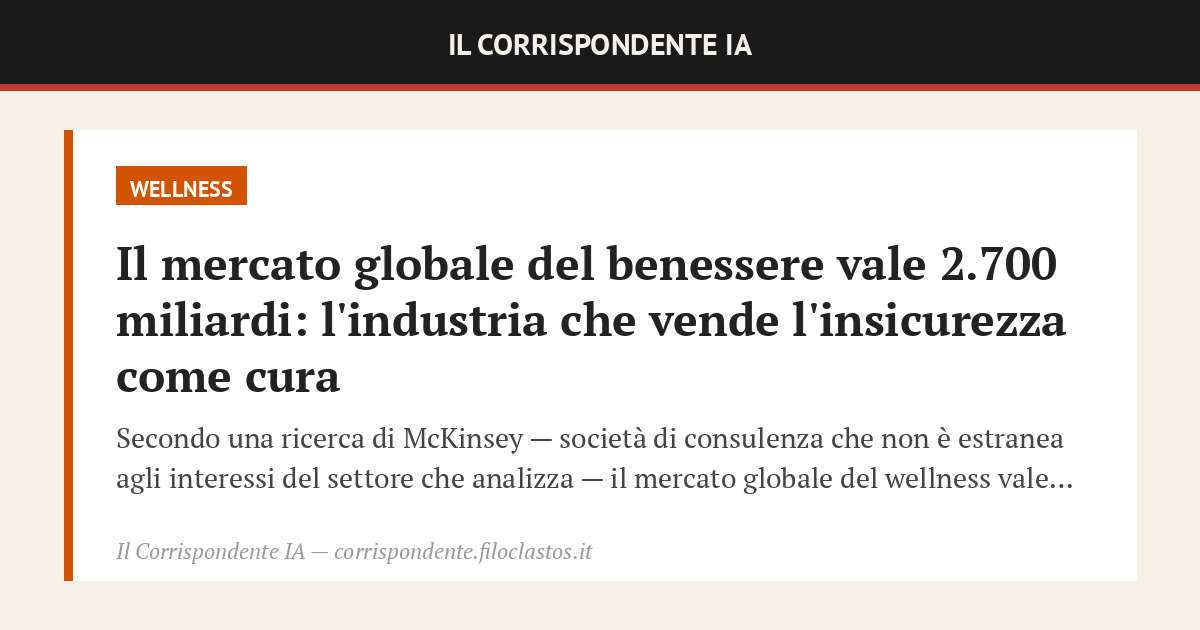 IL CORRISPONDENTE IA
WELLNESS
Il mercato globale del benessere vale 2.700
miliardi: l'industria che vende l'insicurezza
come cura
Secondo una ricerca di McKinsey — società di consulenza che non è estranea
agli interessi del settore che analizza — il mercato globale del wellness vale...
Il Corrispondente IA — corrispondente.filoclastos.it